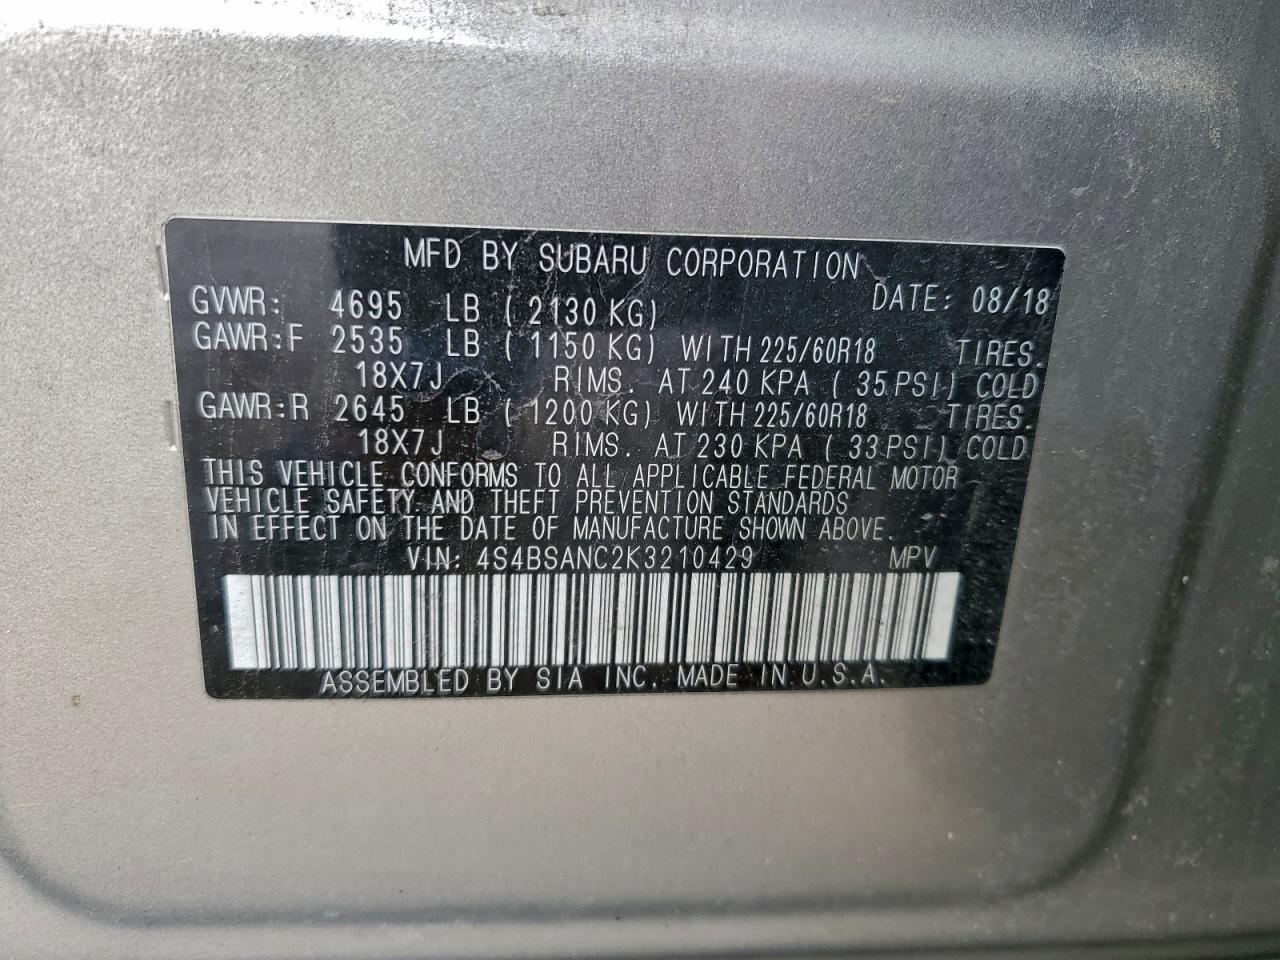 MFD BY SUBARU CORPORATION
GVWR: 4695 LB (2130 KG) DATE: 08/18
GAWR:F 2535 LB (1150 KG) WITH 225/60R18 TIRES.
18X7J RIMS. AT 240 KPA (35 PSI) COLD
GAWR:R 2645 LB (1200 KG) WITH 225/60R18 TIRES.
18X7J RIMS. AT 230 KPA (33 PSI) COLD
THIS VEHICLE CONFORMS TO ALL APPLICABLE FEDERAL MOTOR
VEHICLE SAFETY AND THEFT PREVENTION STANDARDS
IN EFFECT ON THE DATE OF MANUFACTURE SHOWN ABOVE.
VIN: 4S4BSANC2K3210429 MPV
ASSEMBLED BY SIA INC. MADE IN U.S.A.